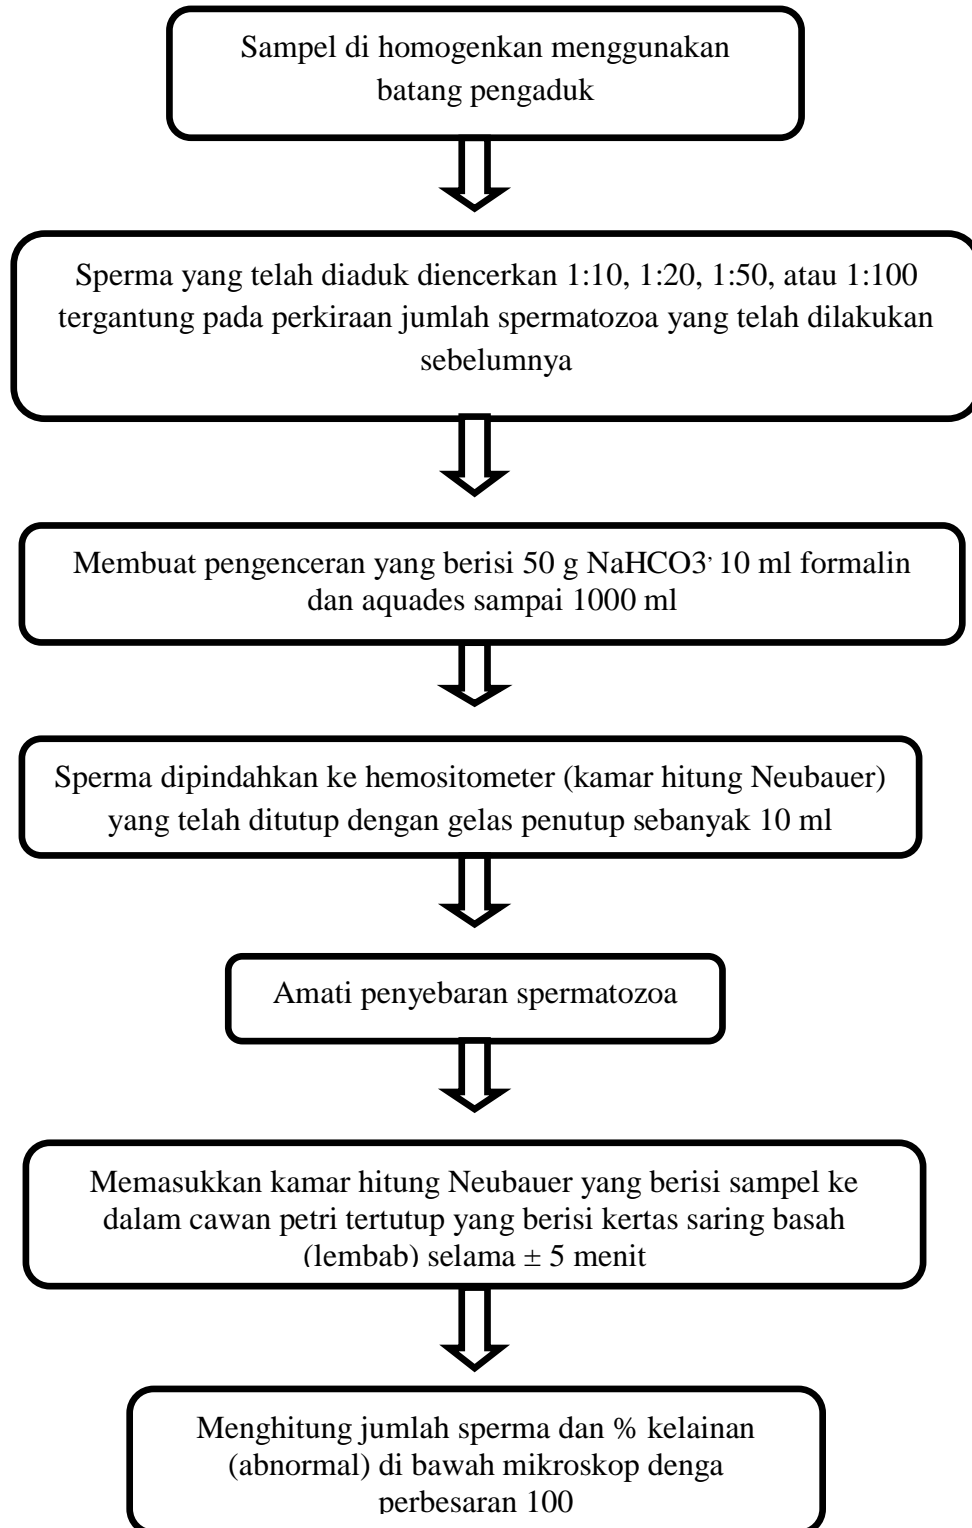 Sampel di homogenkan menggunakan
batang pengaduk
Sperma yang telah diaduk diencerkan 1:10, 1:20, 1:50, atau 1:100
tergantung pada perkiraan jumlah spermatozoa yang telah dilakukan
sebelumnya
Membuat pengenceran yang berisi 50 g NaHCO3, 10 ml formalin
dan aquades sampai 1000 ml
Sperma dipindahkan ke hemositometer (kamar hitung Neubauer)
yang telah ditutup dengan gelas penutup sebanyak 10 ml
Amati penyebaran spermatozoa
Memasukkan kamar hitung Neubauer yang berisi sampel ke
dalam cawan petri tertutup yang berisi kertas saring basah
(lembab) selama ± 5 menit
Menghitung jumlah sperma dan % kelainan
(abnormal) di bawah mikroskop denga
perbesaran 100